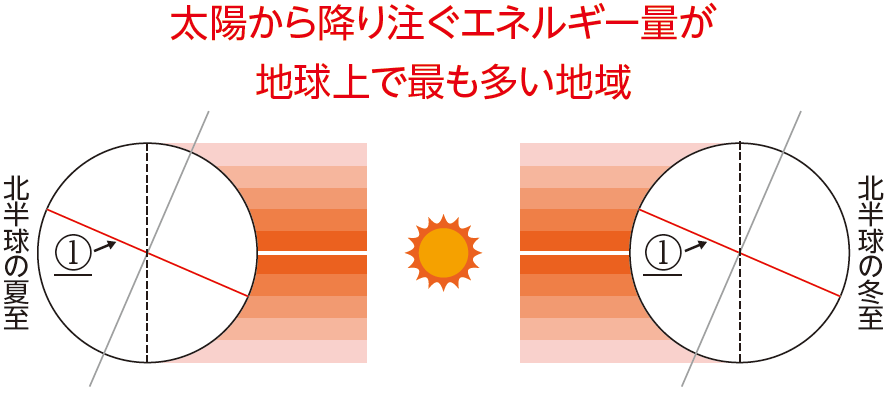 太陽から降り注ぐエネルギー量が
地球上で最も多い地域
北半球の夏至
①
①
北半球の冬至